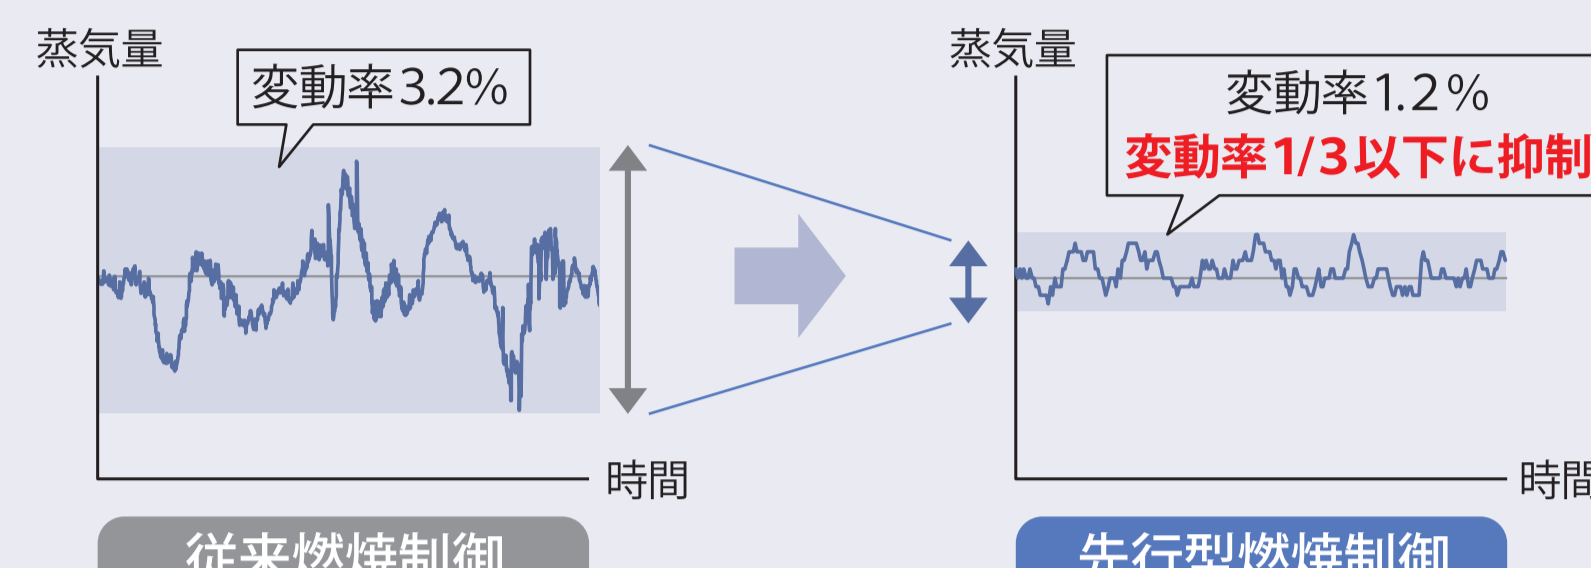 蒸気量
変動率3.2%
時間
従来燃焼制御
蒸気量
変動率1.2%
変動率1/3以下に抑制
時間
先行型燃焼制御